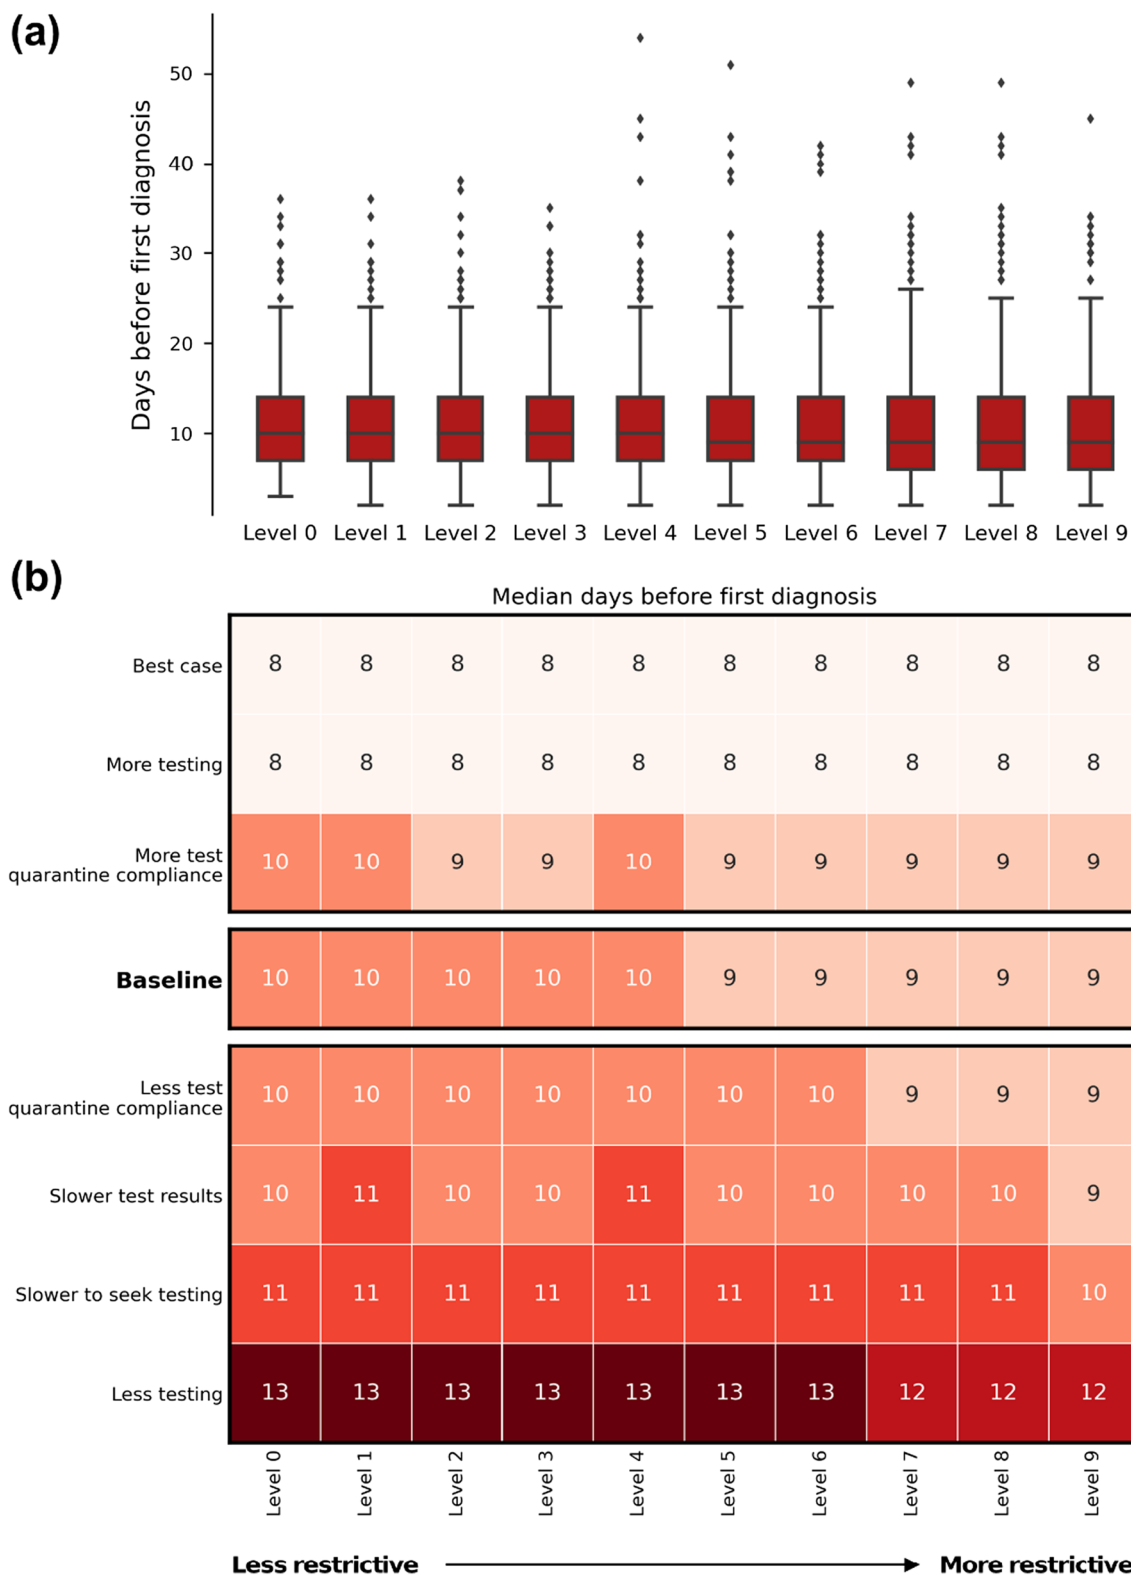 (a)
Days before first diagnosis
50
40
30
20
10
Level 0 Level 1 Level 2 Level 3 Level 4 Level 5 Level 6 Level 7 Level 8 Level 9
(b)
Median days before first diagnosis
Best case 8 8 8 8 8 8 8 8 8 8
More testing 8 8 8 8 8 8 8 8 8 8
More test
quarantine compliance 10 10 9 9 10 9 9 9 9 9
Baseline 10 10 10 10 10 9 9 9 9 9
Less test
quarantine compliance 10 10 10 10 10 10 10 9 9 9
Slower test results 10 11 10 10 11 10 10 10 10 9
Slower to seek testing 11 11 11 11 11 11 11 11 11 10
Less testing 13 13 13 13 13 13 13 12 12 12
Level 0 Level 1 Level 2 Level 3 Level 4 Level 5 Level 6 Level 7 Level 8 Level 9
Less restrictive More restrictive